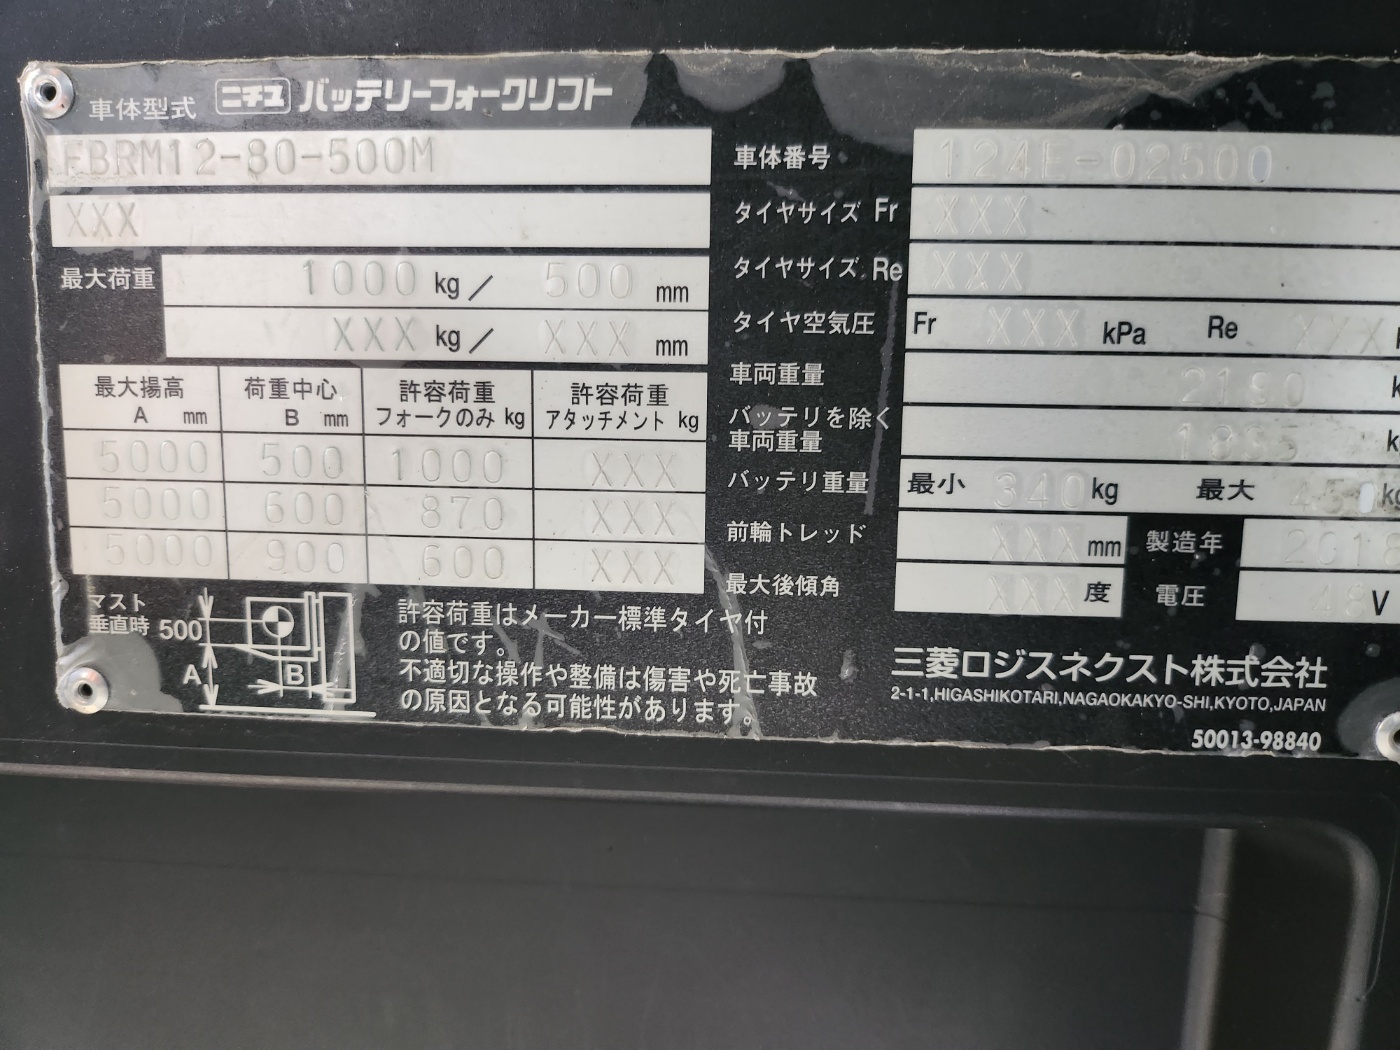 車体型式 ニチユ バッテリーフォークリフト
FBRM12-80-500M
XXX
最大荷重 1000 kg / 500 mm
XXX kg / XXX mm
最大揚高 A mm 荷重中心 B mm 許容荷重 フォークのみ kg 許容荷重 アタッチメント kg
5000 500 1000 XXX
5000 600 870 XXX
5000 900 600 XXX
マスト
垂直時 500
A B
許容荷重はメーカー標準タイヤ付
の値です。
不適切な操作や整備は傷害や死亡事故
の原因となる可能性があります。
車体番号 124E-02500
タイヤサイズ Fr XXX
タイヤサイズ Re XXX
タイヤ空気圧 Fr XXX kPa Re XXX
車両重量 2190
バッテリを除く
車両重量
バッテリ重量 最小 340 kg 最大 kg
前輪トレッド XXX mm 製造年 2018
最大後傾角 XXX 度 電圧 48 V
三菱ロジスネクスト株式会社
2-1-1,HIGASHIKOTARI,NAGAOKAKYO-SHI,KYOTO,JAPAN
50013-98840